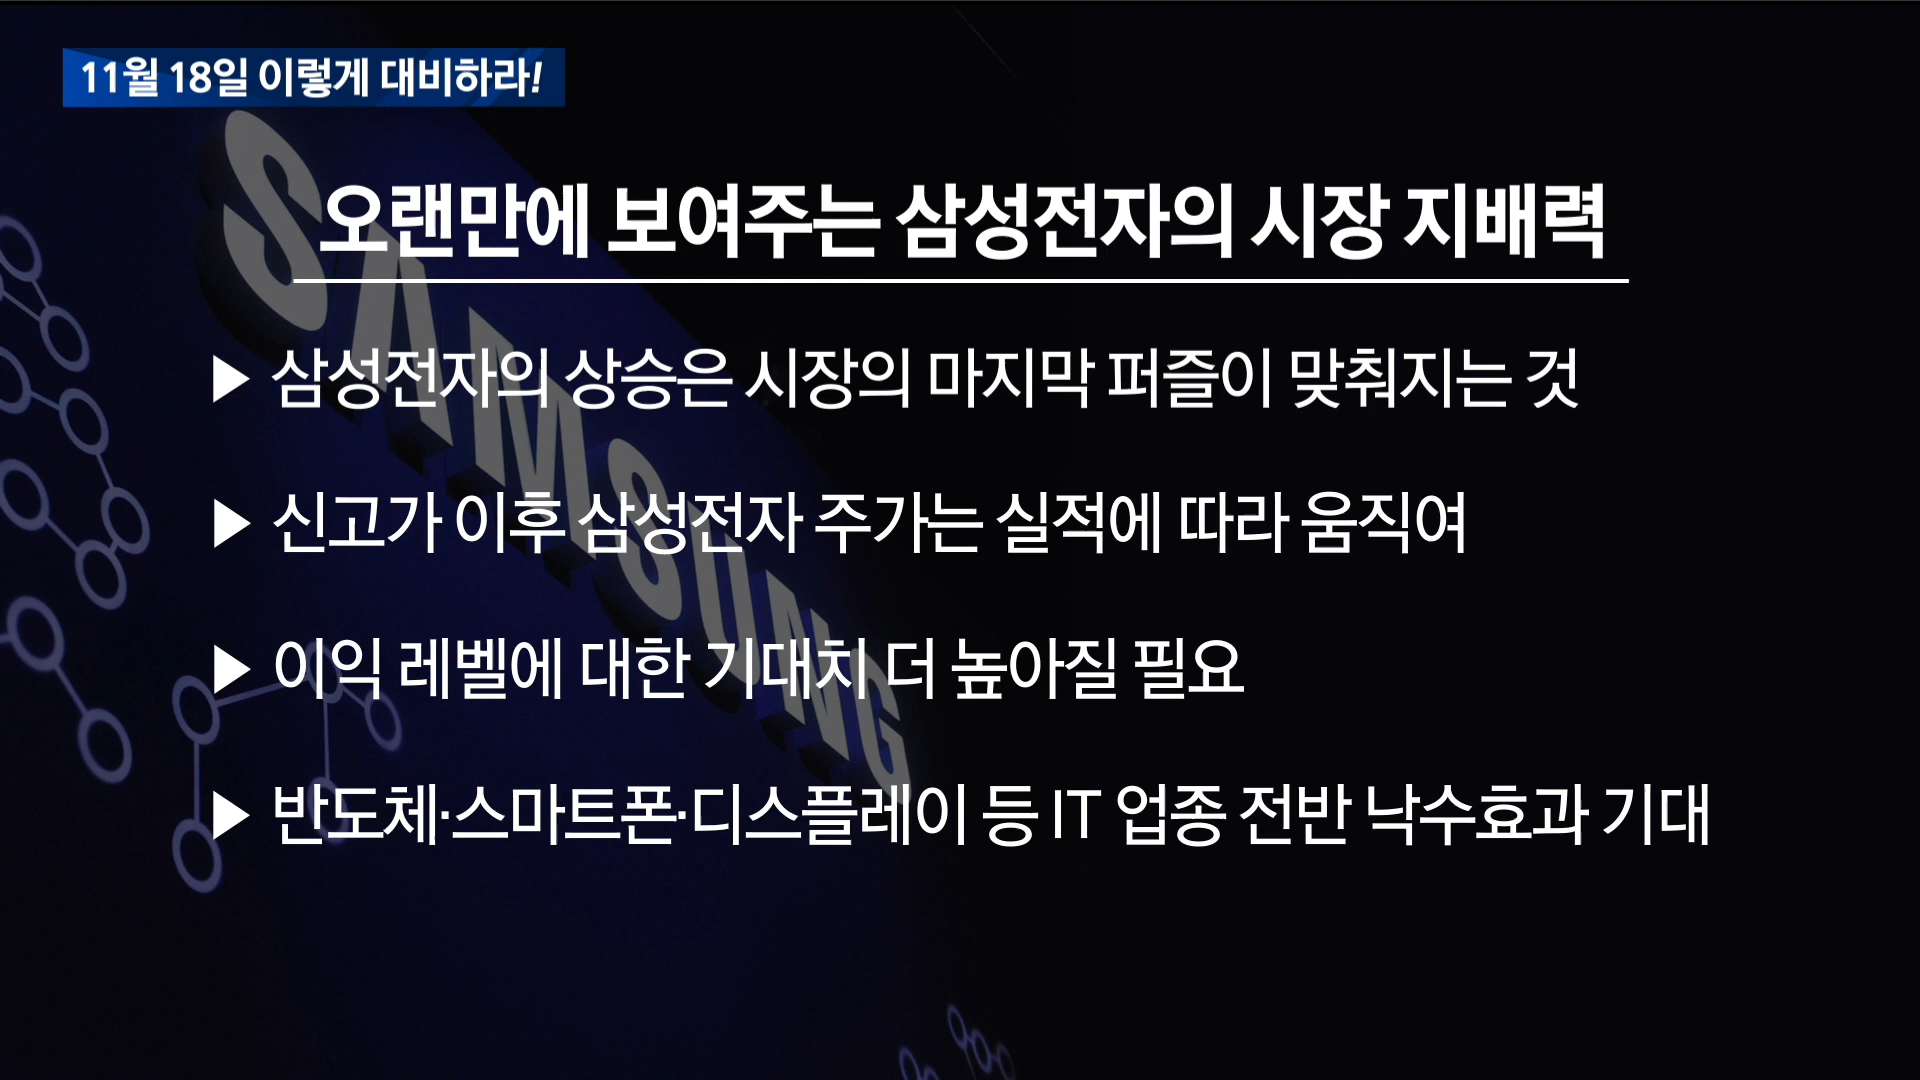 11월 18일 이렇게 대비하라!
오랜만에 보여주는 삼성전자의 시장 지배력
▶ 삼성전자의 상승은 시장의 마지막 퍼즐이 맞춰지는 것
▶ 신고가 이후 삼성전자 주가는 실적에 따라 움직여
▶ 이익 레벨에 대한 기대치 더 높아질 필요
▶ 반도체·스마트폰·디스플레이 등 IT 업종 전반 낙수효과 기대
SAMSUNG